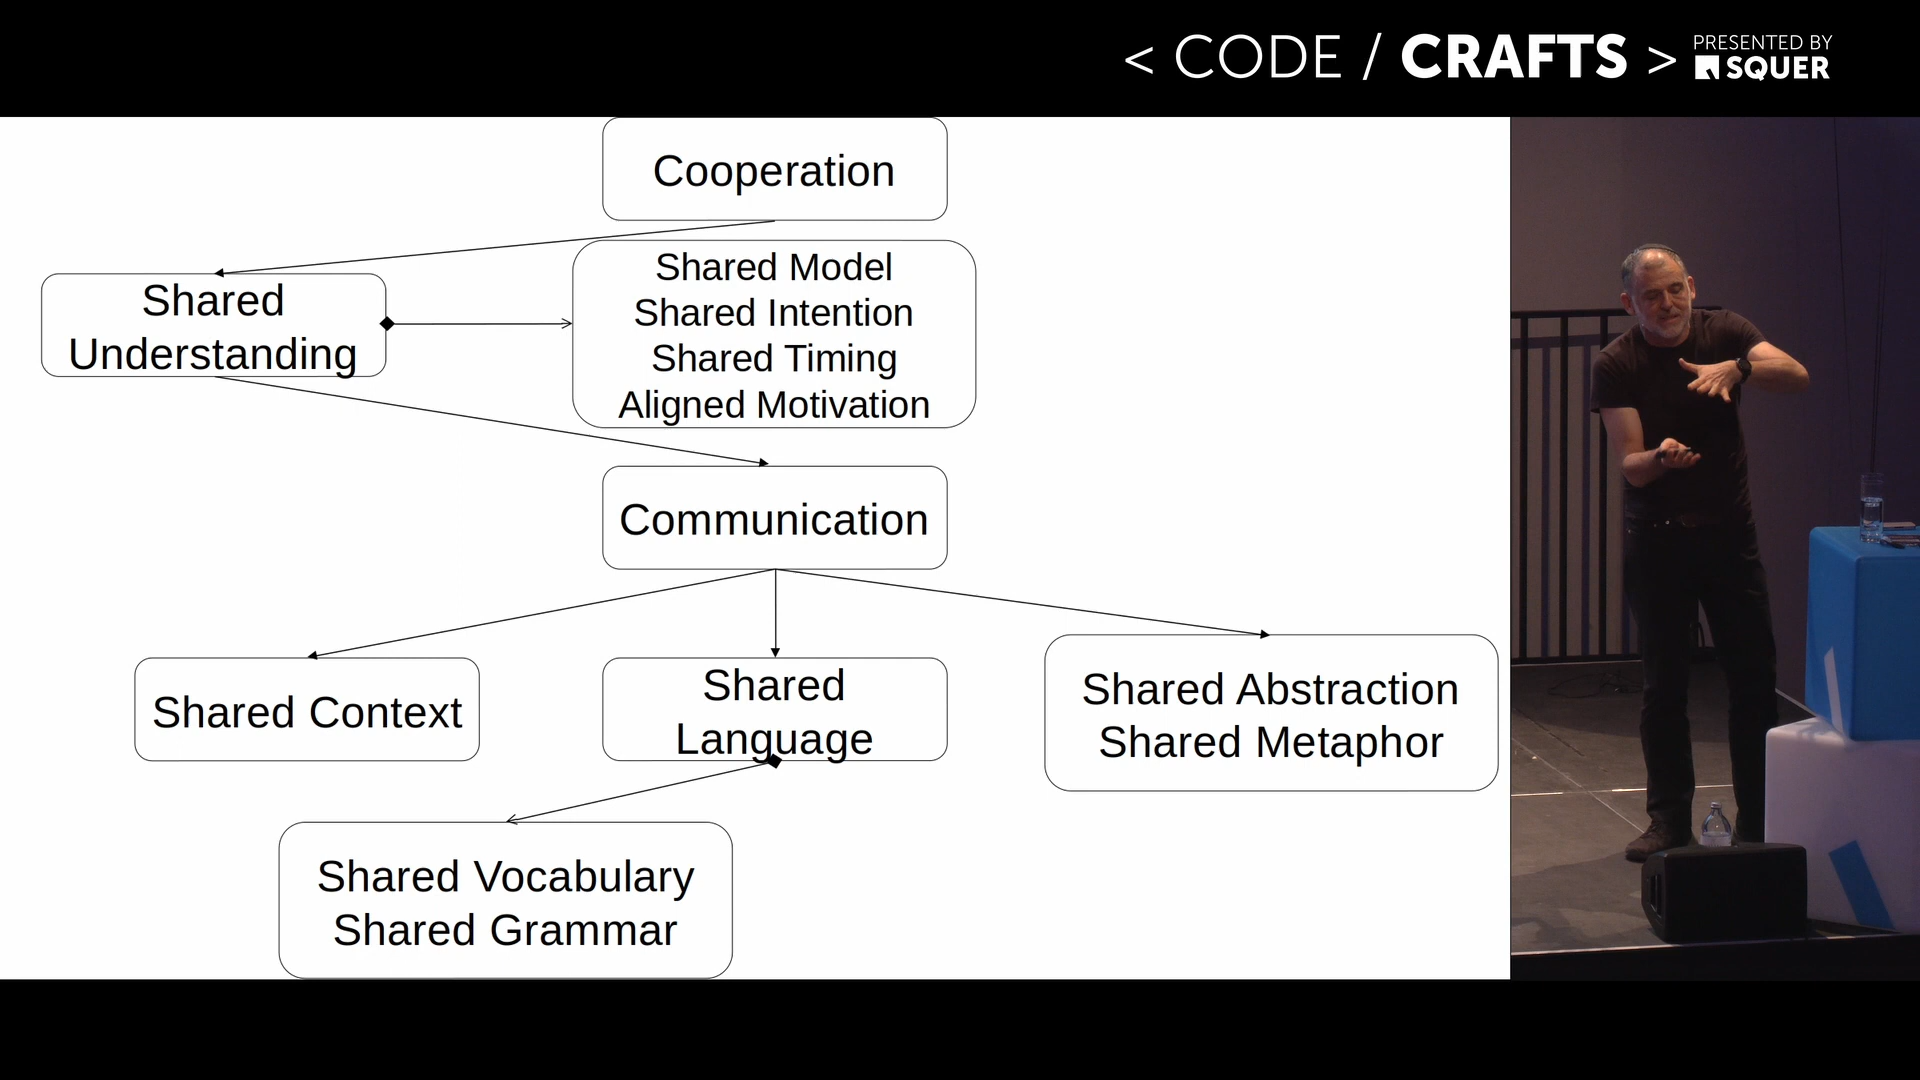 < CODE / CRAFTS >
PRESENTED BY
SQUER
Cooperation
Shared
Understanding
Shared Model
Shared Intention
Shared Timing
Aligned Motivation
Communication
Shared Context
Shared
Language
Shared Abstraction
Shared Metaphor
Shared Vocabulary
Shared Grammar